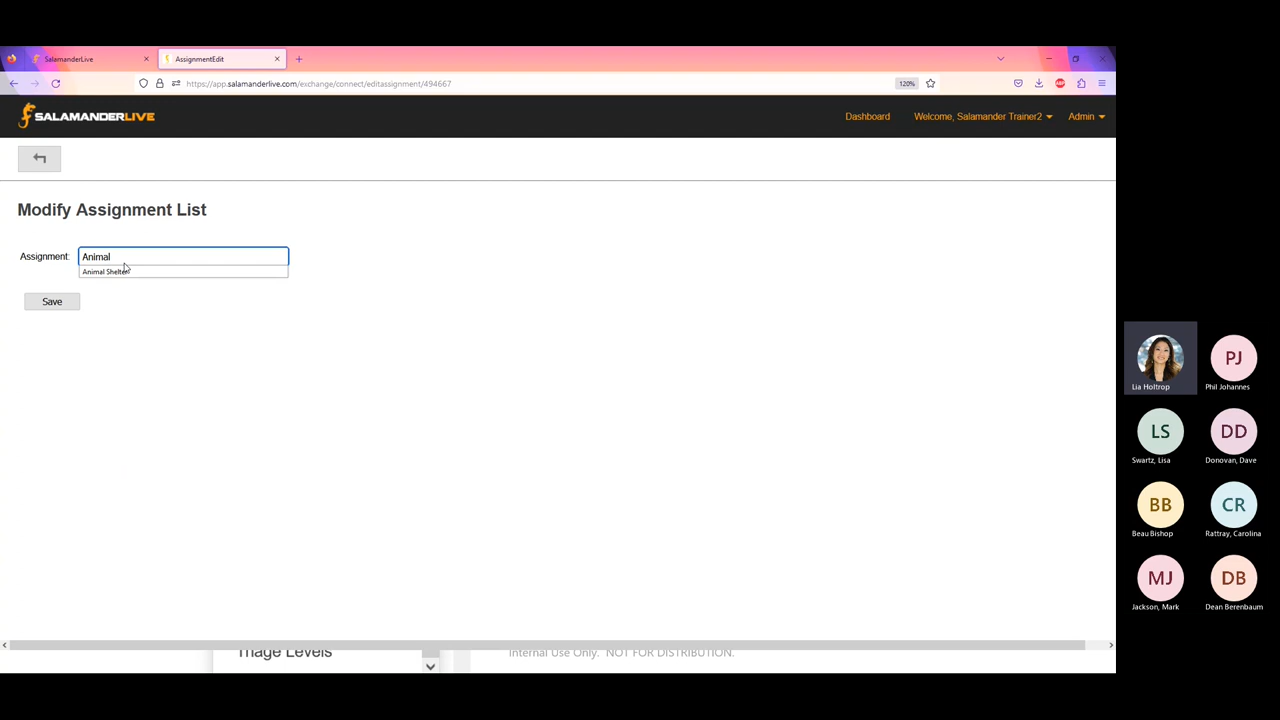 SalamanderLive
AssignmentEdit
https://app.salamanderlive.com/exchange/connect/editassignment/494667
120%
SALAMANDERLIVE
Dashboard
Welcome, Salamander Trainer2
Admin
Modify Assignment List
Assignment:
Animal
Animal Shelter
Save
Triage Levels
Internal Use Only. NOT FOR DISTRIBUTION.
Lia Holtrop
PJ
Phil Johannes
LS
Swartz, Lisa
DD
Donovan, Dave
BB
Beau Bishop
CR
Rattray, Carolina
MJ
Jackson, Mark
DB
Dean Berenbaum